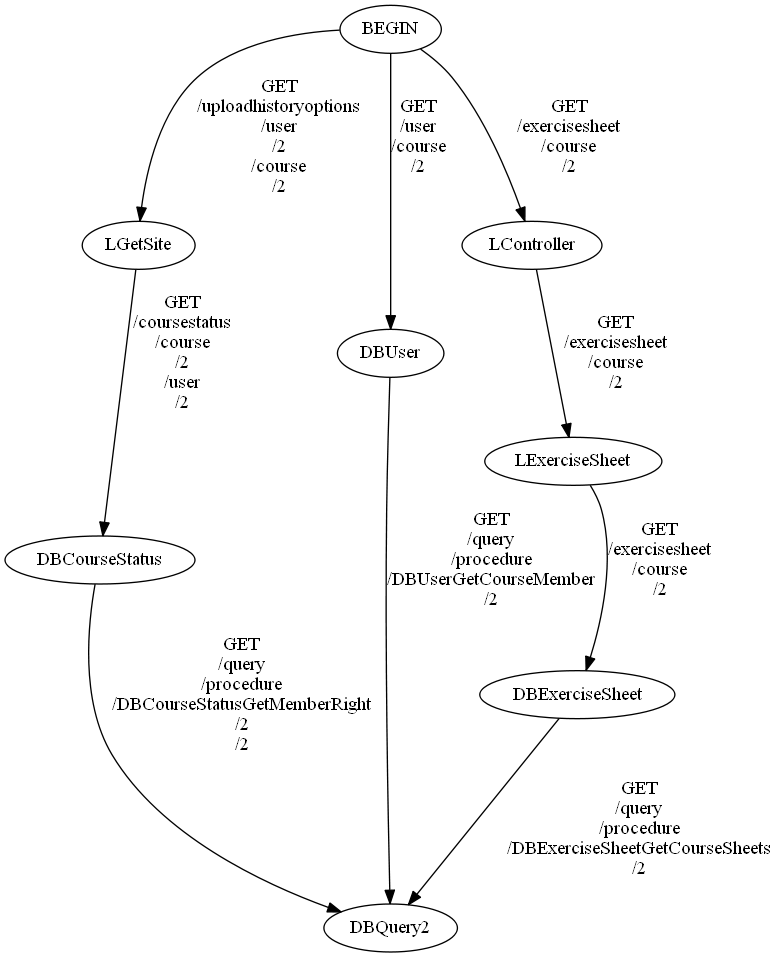 BEGIN
GET
/uploadhistoryoptions
/user
/2
/course
/2
GET
/user
/course
/2
GET
/exercisesheet
/course
/2
LGetSite
LController
GET
/coursestatus
/course
/2
/user
/2
DBUser
GET
/exercisesheet
/course
/2
LExerciseSheet
GET
/query
/procedure
/DBUserGetCourseMember
/2
GET
/exercisesheet
/course
/2
DBCourseStatus
GET
/query
/procedure
/DBCourseStatusGetMemberRight
/2
/2
DBExerciseSheet
GET
/query
/procedure
/DBExerciseSheetGetCourseSheets
/2
DBQuery2